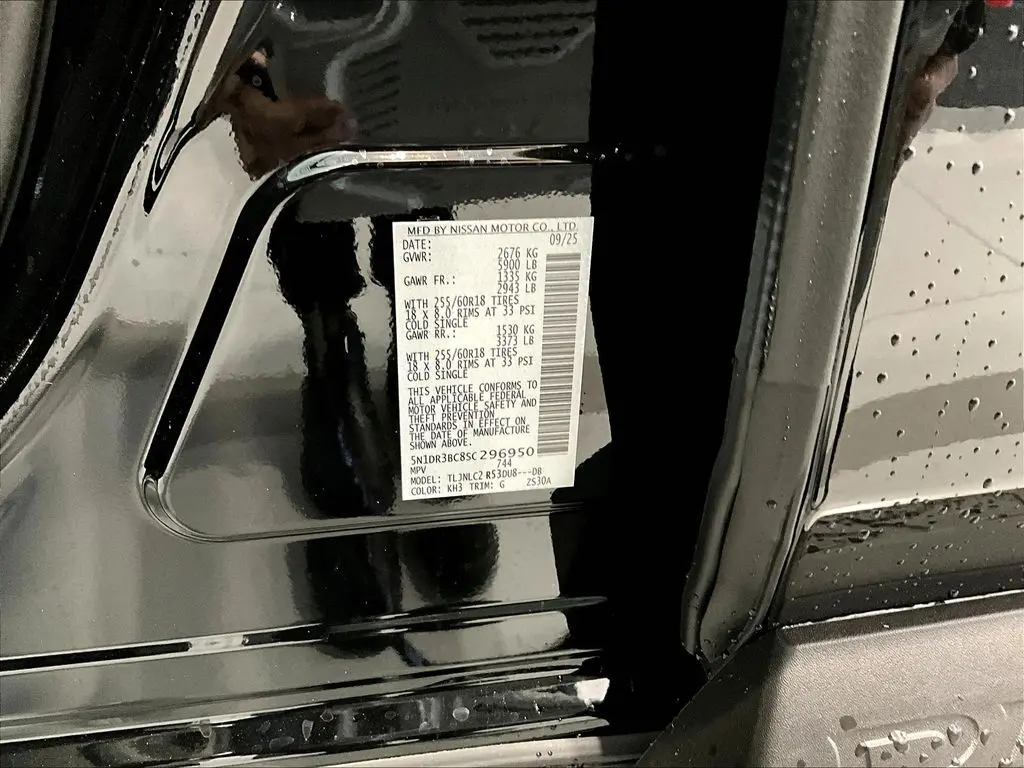 MFD BY NISSAN MOTOR CO., LTD.
DATE: 09/25
GVWR: 2676 KG
5900 LB
GAWR FR.: 1335 KG
2943 LB
WITH 255/60R18 TIRES
18 X 8.0 RIMS AT 33 PSI
COLD SINGLE
GAWR RR.: 1530 KG
3373 LB
WITH 255/60R18 TIRES
18 X 8.0 RIMS AT 33 PSI
COLD SINGLE
THIS VEHICLE CONFORMS TO
ALL APPLICABLE FEDERAL
MOTOR VEHICLE SAFETY AND
THEFT PREVENTION
STANDARDS IN EFFECT ON
THE DATE OF MANUFACTURE
SHOWN ABOVE.
5N1DR3BC8SC296950
MPV 744
MODEL: TLJNLC2 R53DU8---DB
COLOR: KH3 TRIM: G ZS30A